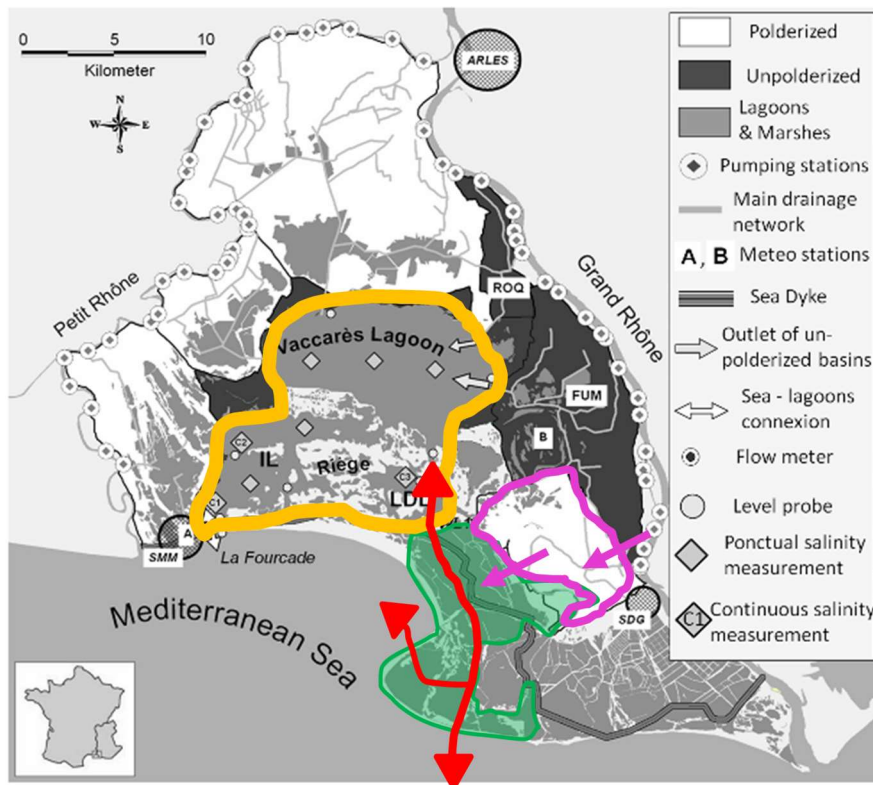 0 5 10
Kilometer
N
W E
S
ARLES
Petit Rhône
Grand Rhône
ROQ
Vaccarès Lagoon
FUM
B
C2
IL
Riége
C3
C1
A
SMM
La Fourcade
SDG
Mediterranean Sea
Polderized
Unpolderized
Lagoons
& Marshes
Pumping stations
Main drainage
network
A, B Meteo stations
Sea Dyke
Outlet of un-
polderized basins
Sea - lagoons
connexion
Flow meter
Level probe
Ponctual salinity
measurement
C1 Continuous salinity
measurement